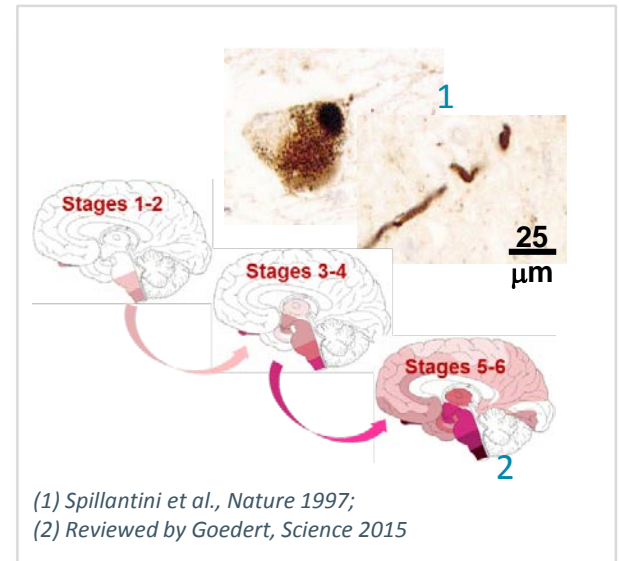 1
25
μm
Stages 1-2
Stages 3-4
Stages 5-6
2
(1) Spillantini et al., Nature 1997;
(2) Reviewed by Goedert, Science 2015